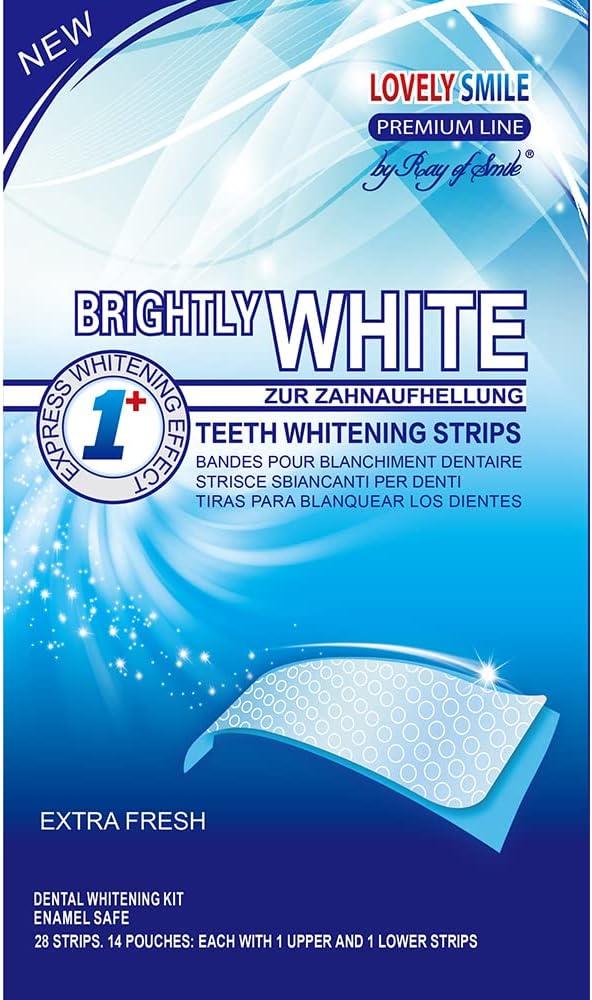 NEW
LOVELY SMILE
PREMIUM LINE
by Ray of Smile®
BRIGHTLY WHITE
ZUR ZAHNAUFHELLUNG
EXPRESS WHITENING EFFECT
1+
TEETH WHITENING STRIPS
BANDES POUR BLANCHIMENT DENTAIRE
STRISCE SBIANCANTI PER DENTI
TIRAS PARA BLANQUEAR LOS DIENTES
EXTRA FRESH
DENTAL WHITENING KIT
ENAMEL SAFE
28 STRIPS. 14 POUCHES: EACH WITH 1 UPPER AND 1 LOWER STRIPS